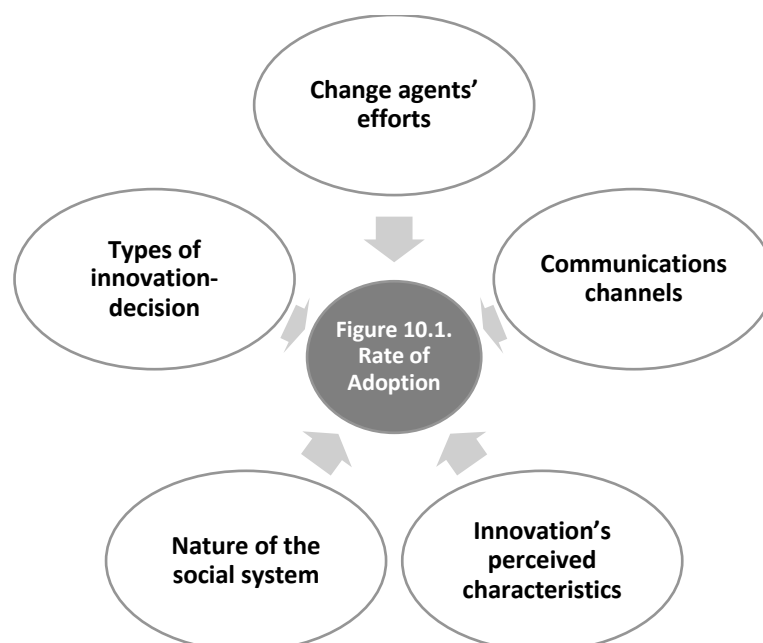 Change agents’
efforts
Types of
innovation-
decision
Communications
channels
Figure 10.1.
Rate of
Adoption
Nature of the
social system
Innovation’s
perceived
characteristics